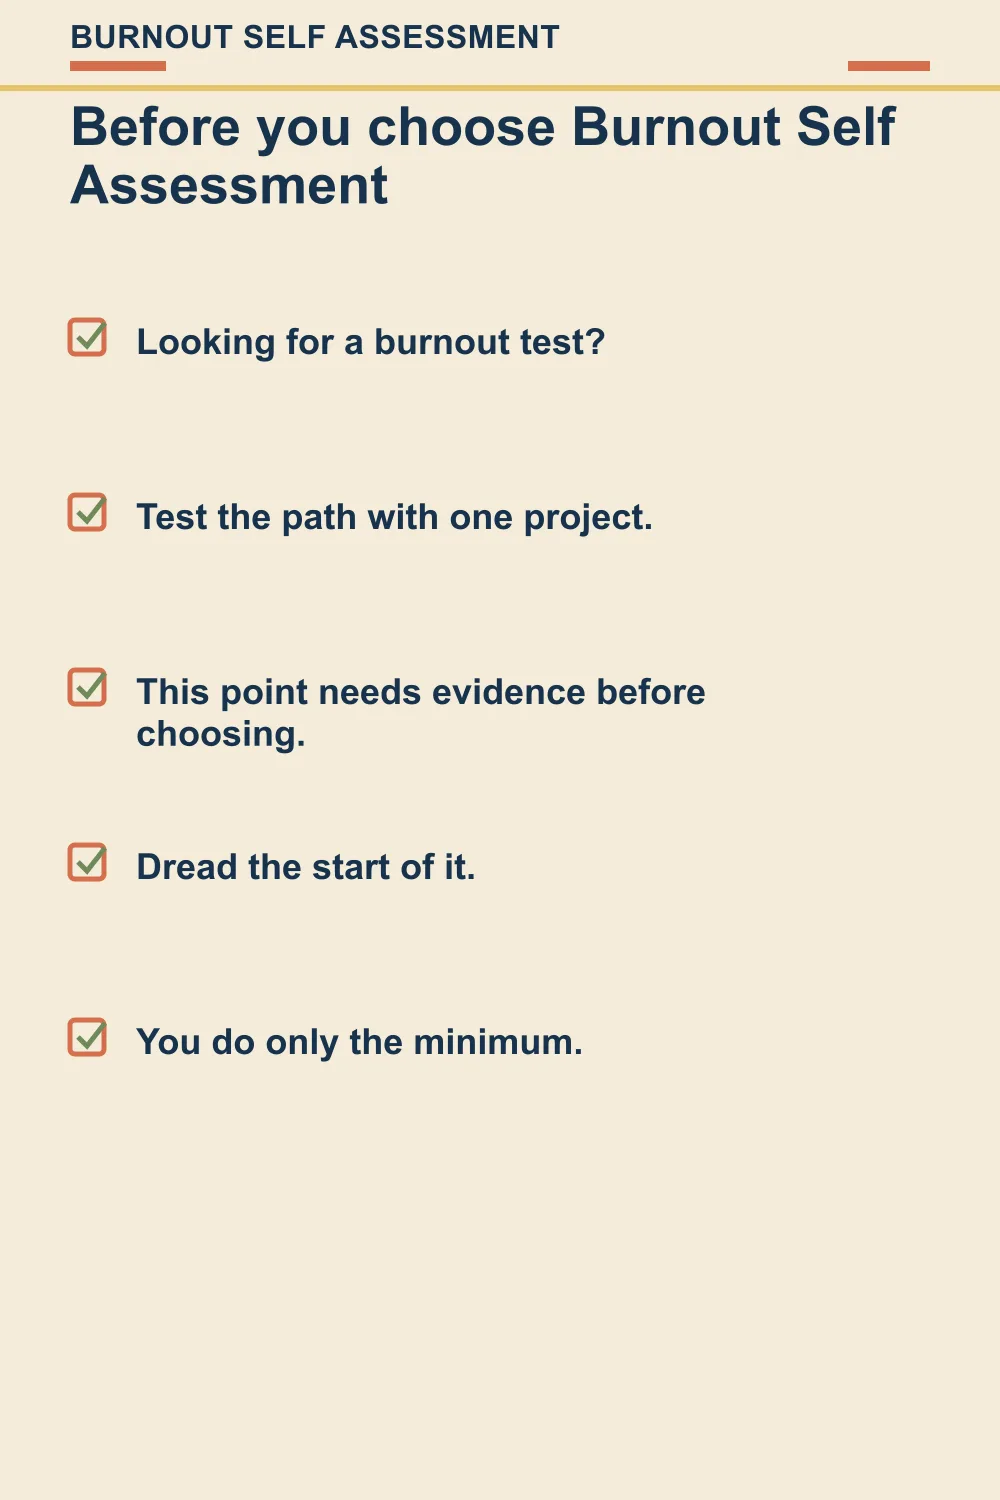 BURNOUT SELF ASSESSMENT
Before you choose Burnout Self
Assessment
Looking for a burnout test?
Test the path with one project.
This point needs evidence before
choosing.
Dread the start of it.
You do only the minimum.